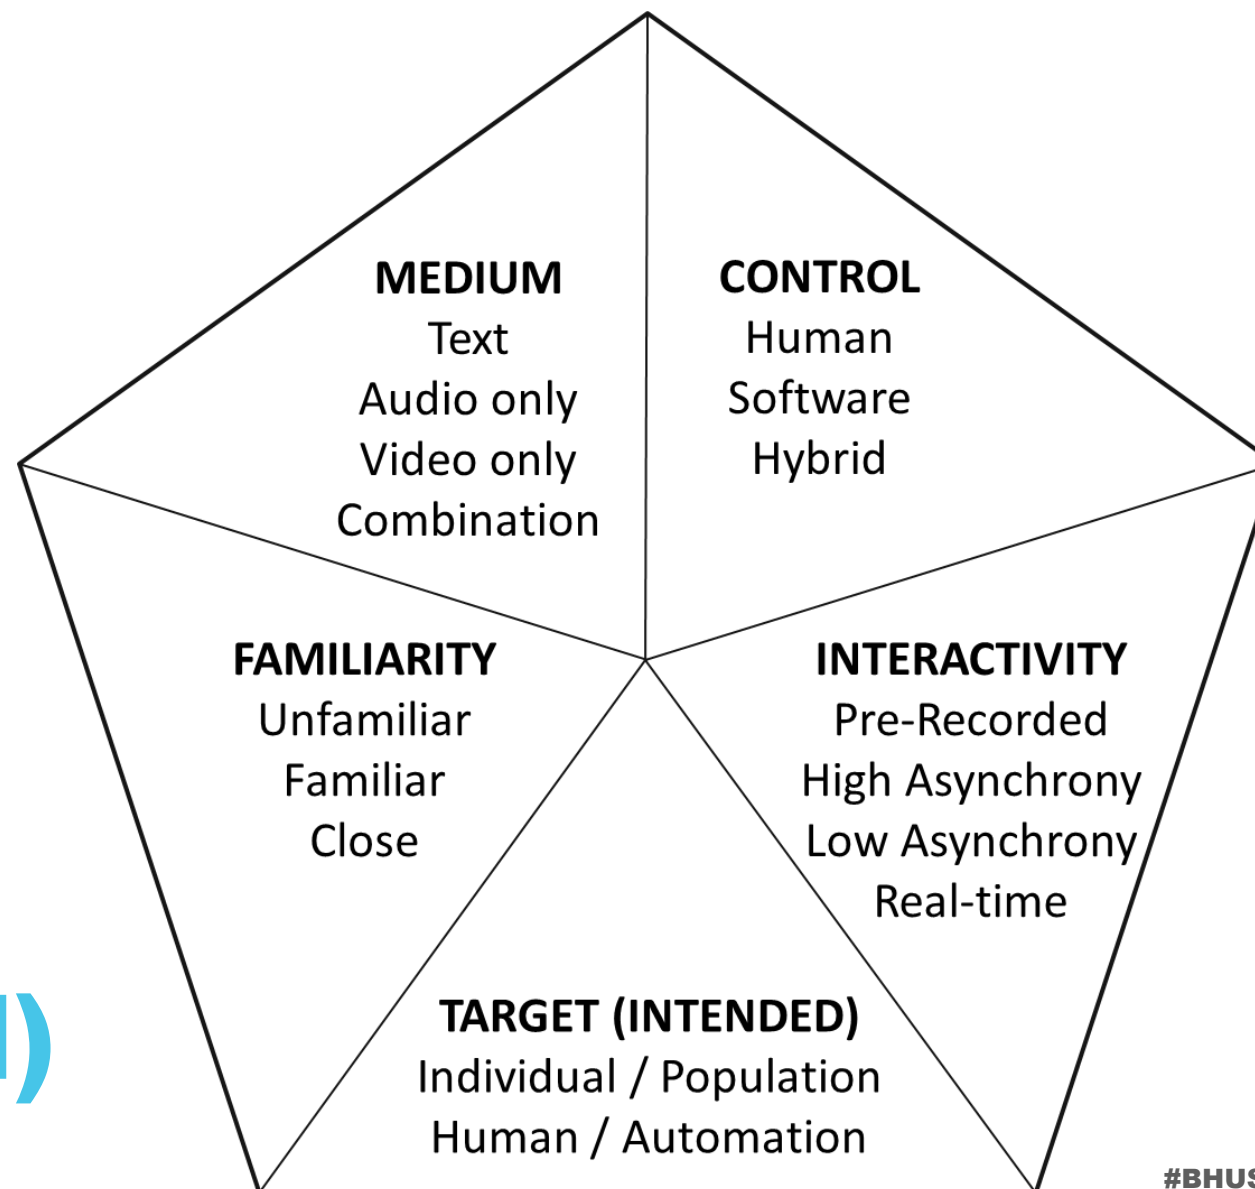 MEDIUM
Text
Audio only
Video only
Combination
CONTROL
Human
Software
Hybrid
FAMILIARITY
Unfamiliar
Familiar
Close
INTERACTIVITY
Pre-Recorded
High Asynchrony
Low Asynchrony
Real-time
TARGET (INTENDED)
Individual / Population
Human / Automation
)
#BHUS